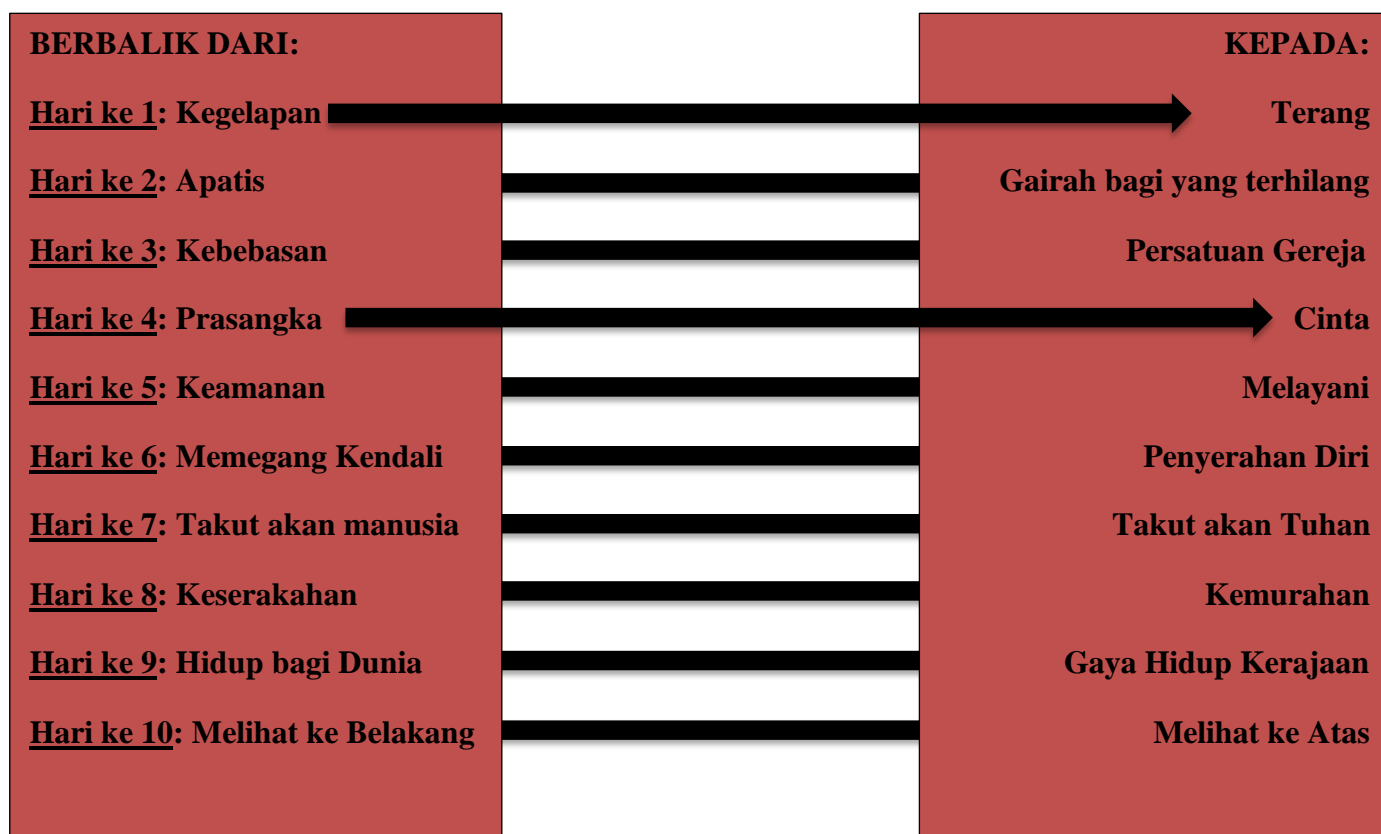 BERBALIK DARI: KEPADA:
Hari ke 1: Kegelapan Terang
Hari ke 2: Apatis Gairah bagi yang terhilang
Hari ke 3: Kebebasan Persatuan Gereja
Hari ke 4: Prasangka Cinta
Hari ke 5: Keamanan Melayani
Hari ke 6: Memegang Kendali Penyerahan Diri
Hari ke 7: Takut akan manusia Takut akan Tuhan
Hari ke 8: Keserakahan Kemurahan
Hari ke 9: Hidup bagi Dunia Gaya Hidup Kerajaan
Hari ke 10: Melihat ke Belakang Melihat ke Atas